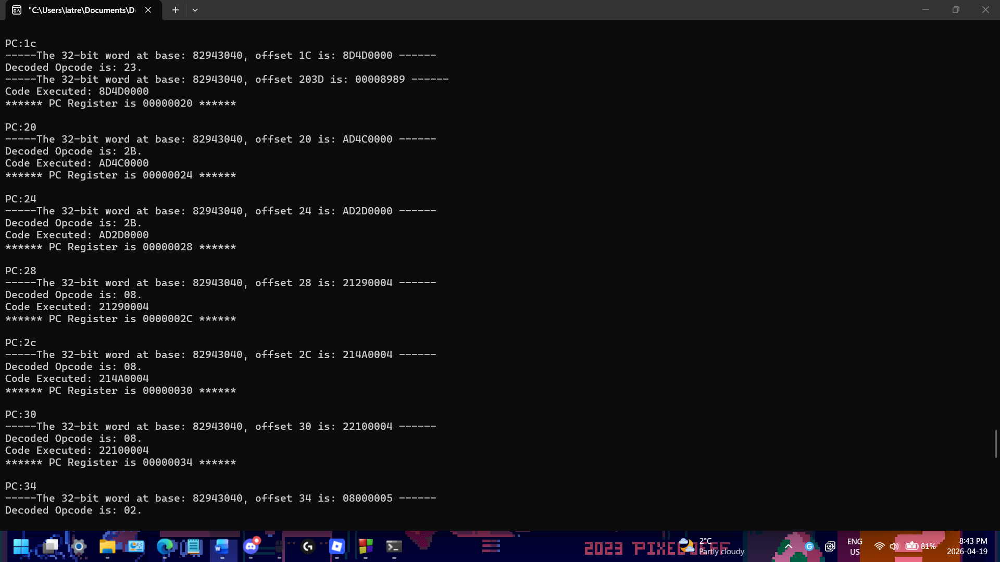 "C:\Users\latre\Documents\D
PC:1c
-----The 32-bit word at base: 82943040, offset 1C is: 8D4D0000 ------
Decoded Opcode is: 23.
-----The 32-bit word at base: 82943040, offset 203D is: 00008989 ------
Code Executed: 8D4D0000
****** PC Register is 00000020 ******
PC:20
-----The 32-bit word at base: 82943040, offset 20 is: AD4C0000 ------
Decoded Opcode is: 2B.
Code Executed: AD4C0000
****** PC Register is 00000024 ******
PC:24
-----The 32-bit word at base: 82943040, offset 24 is: AD2D0000 ------
Decoded Opcode is: 2B.
Code Executed: AD2D0000
****** PC Register is 00000028 ******
PC:28
-----The 32-bit word at base: 82943040, offset 28 is: 21290004 ------
Decoded Opcode is: 08.
Code Executed: 21290004
****** PC Register is 0000002C ******
PC:2c
-----The 32-bit word at base: 82943040, offset 2C is: 214A0004 ------
Decoded Opcode is: 08.
Code Executed: 214A0004
****** PC Register is 00000030 ******
PC:30
-----The 32-bit word at base: 82943040, offset 30 is: 22100004 ------
Decoded Opcode is: 08.
Code Executed: 22100004
****** PC Register is 00000034 ******
PC:34
-----The 32-bit word at base: 82943040, offset 34 is: 08000005 ------
Decoded Opcode is: 02.
2023 PIXELJEFF
2°C
Partly cloudy
ENG
US
81%
8:43 PM
2026-04-19